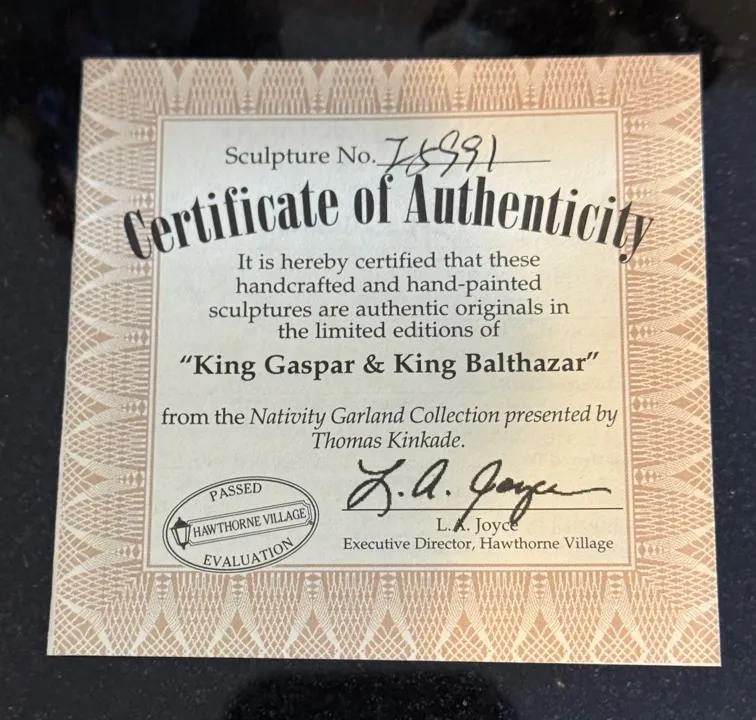 Sculpture No.
Certificate of Authenticity
It is hereby certified that these
handcrafted and hand-painted
sculptures are authentic originals in
the limited editions of
“King Gaspar & King Balthazar”
from the Nativity Garland Collection presented by
Thomas Kinkade.
L.A. Joyce
L.A. Joyce
Executive Director, Hawthorne Village
PASSED
HAWTHORNE VILLAGE
EVALUATION